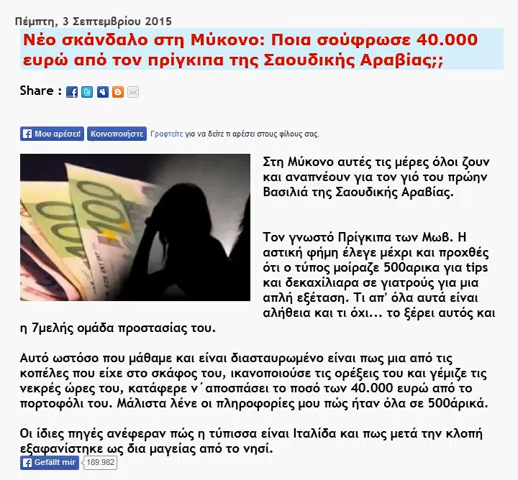 Πέμπτη, 3 Σεπτεμβρίου 2015
Νέο σκάνδαλο στη Μύκονο: Ποια σούφρωσε 40.000
ευρώ από τον πρίγκιπα της Σαουδικής Αραβίας;;
Share :
Μου αρέσει! Κοινοποιήστε Γραφτείτε για να δείτε τι αρέσει στους φίλους σας.
Στη Μύκονο αυτές τις μέρες όλοι ζουν
και αναπνέουν για τον γιό του πρώην
Βασιλιά της Σαουδικής Αραβίας.
Τον γνωστό Πρίγκιπα των Μωβ. Η
αστική φήμη έλεγε μέχρι και προχθές
ότι ο τύπος μοίραζε 500αρικα για tips
και δεκαχίλιαρα σε γιατρούς για μια
απλή εξέταση. Τι απ' όλα αυτά είναι
αλήθεια και τι όχι... το ξέρει αυτός και
η 7μελής ομάδα προστασίας του.
Αυτό ωστόσο που μάθαμε και είναι διασταυρωμένο είναι πως μια από τις
κοπέλες που είχε στο σκάφος του, ικανοποιούσε τις ορέξεις του και γέμιζε τις
νεκρές ώρες του, κατάφερε ν΄αποσπάσει το ποσό των 40.000 ευρώ από το
πορτοφόλι του. Μάλιστα λένε οι πληροφορίες μου πώς ήταν όλα σε 500άρικά.
Οι ίδιες πηγές ανέφεραν πώς η τύπισσα είναι Ιταλίδα και πως μετά την κλοπή
εξαφανίστηκε ως δια μαγείας από το νησί.
Gefällt mir 189.982